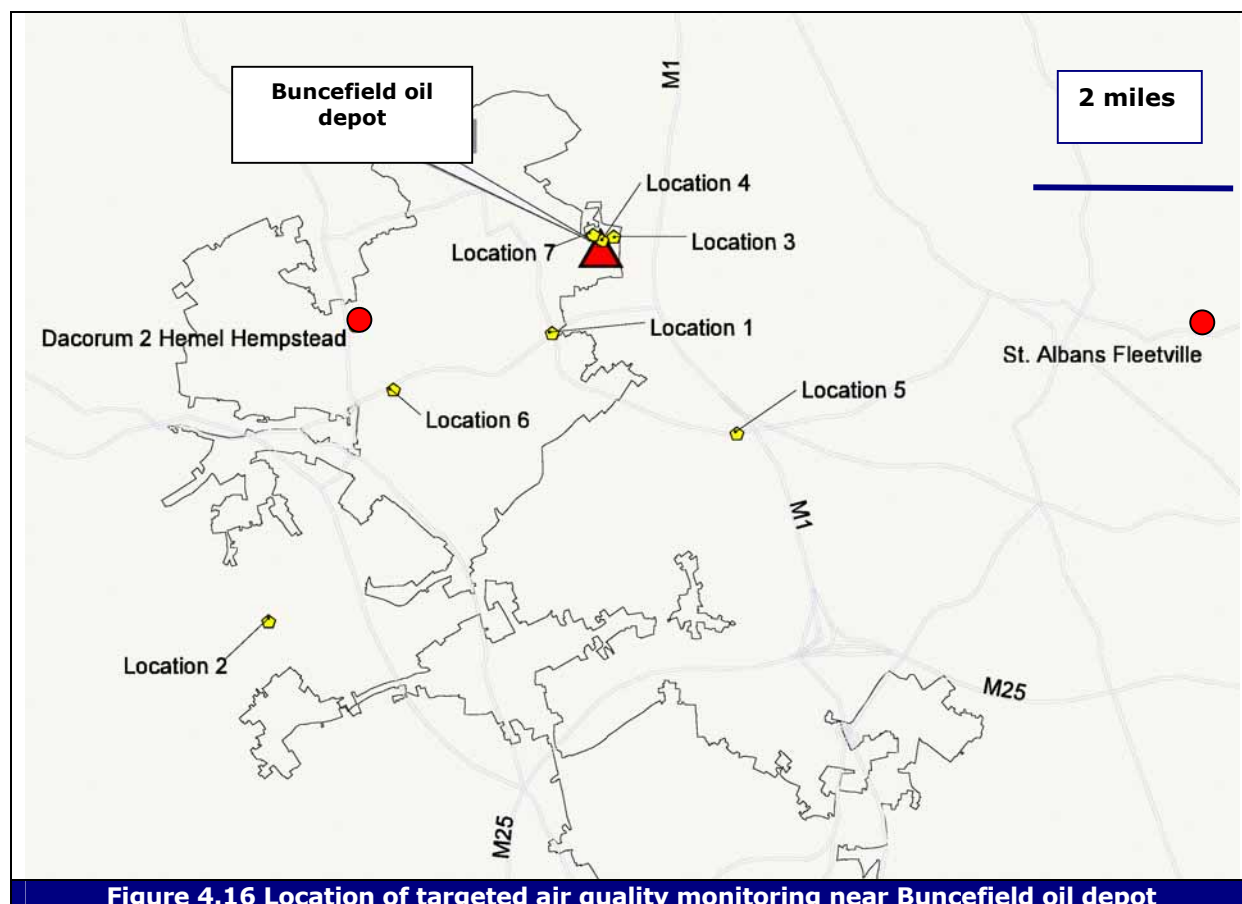 M1
Buncefield oil
depot
2 miles
Location 4
Location 7
Location 3
Dacorum 2 Hemel Hempstead
Location 1
St. Albans Fleetville
Location 6
Location 5
M1
Location 2
M25
M25
Figure 4.16 Location of targeted air quality monitoring near Buncefield oil depot